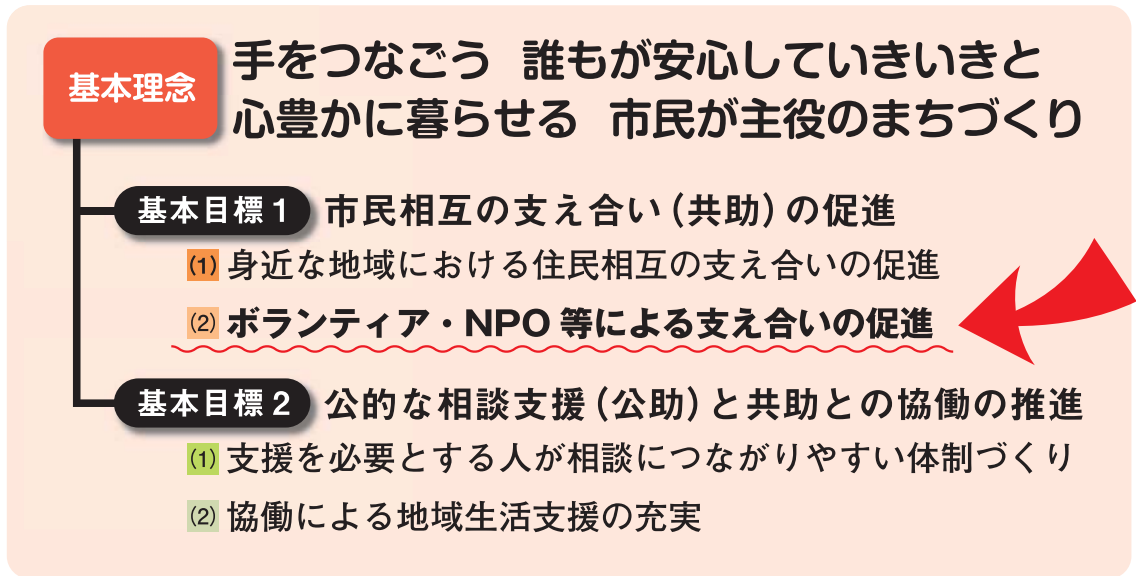 基本理念
手をつなごう 誰もが安心していきいきと
心豊かに暮らせる 市民が主役のまちづくり
基本目標1 市民相互の支え合い(共助)の促進
(1) 身近な地域における住民相互の支え合いの促進
(2) ボランティア・NPO等による支え合いの促進
基本目標2 公的な相談支援(公助)と共助との協働の推進
(1) 支援を必要とする人が相談につながりやすい体制づくり
(2) 協働による地域生活支援の充実